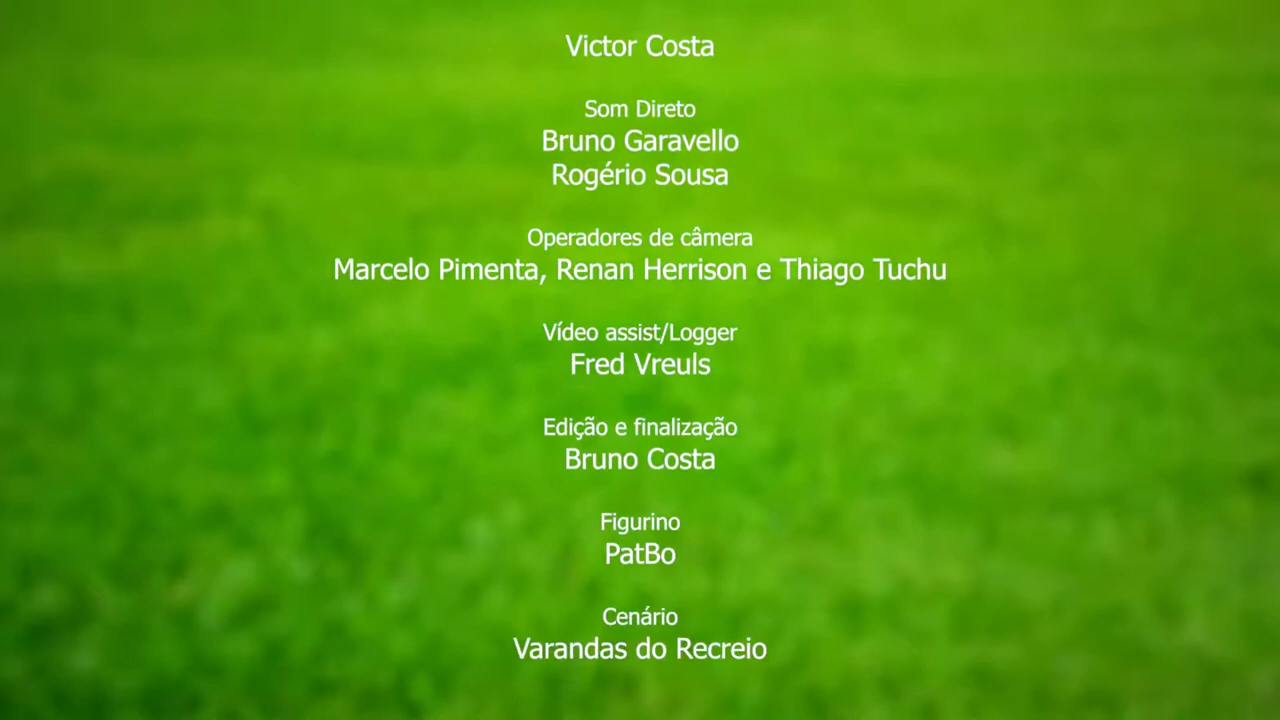 Victor Costa
Som Direto
Bruno Garavello
Rogério Sousa
Operadores de câmera
Marcelo Pimenta, Renan Herrison e Thiago Tuchu
Vídeo assist/Logger
Fred Vreuls
Edição e finalização
Bruno Costa
Figurino
PatBo
Cenário
Varandas do Recreio